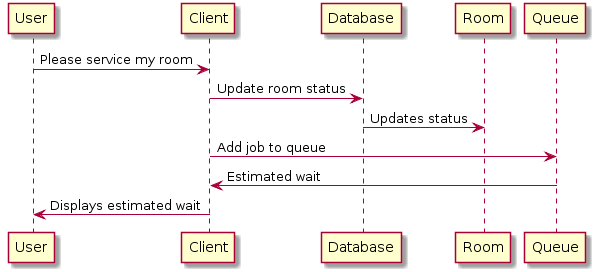 User Client Database Room Queue
Please service my room
Update room status
Updates status
Add job to queue
Estimated wait
Displays estimated wait
User Client Database Room Queue